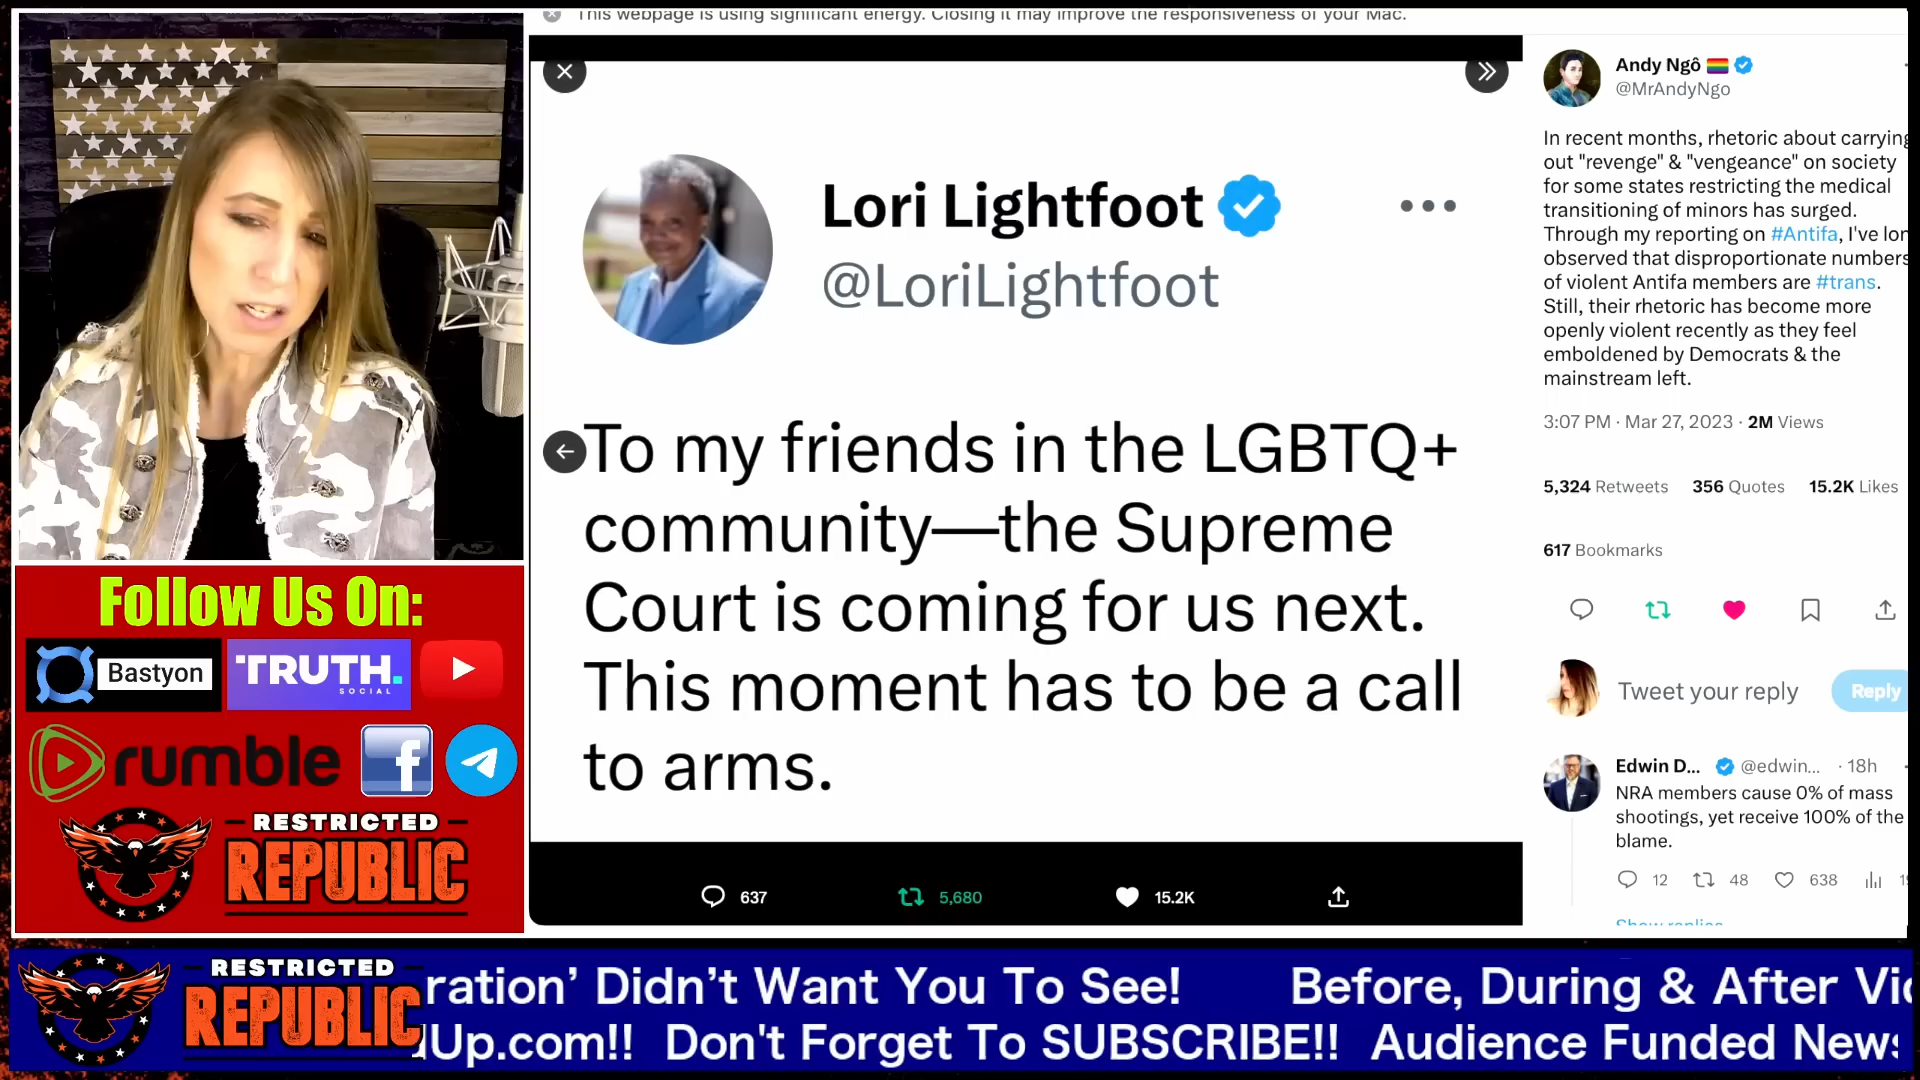 This webpage is using significant energy. Closing it may improve the responsiveness of your Mac.
Lori Lightfoot
@LoriLightfoot
To my friends in the LGBTQ+
community—the Supreme
Court is coming for us next.
This moment has to be a call
to arms.
637
5,680
15.2K
Andy Ngô
@MrAndyNgo
In recent months, rhetoric about carrying
out "revenge" & "vengeance" on society
for some states restricting the medical
transitioning of minors has surged.
Through my reporting on #Antifa, I've lon
observed that disproportionate numbers
of violent Antifa members are #trans.
Still, their rhetoric has become more
openly violent recently as they feel
emboldened by Democrats & the
mainstream left.
3:07 PM · Mar 27, 2023 · 2M Views
5,324 Retweets 356 Quotes 15.2K Likes
617 Bookmarks
Tweet your reply
Reply
Edwin D... @edwin... · 18h
NRA members cause 0% of mass
shootings, yet receive 100% of the
blame.
12 48 638
Show replies
Follow Us On:
Bastyon
TRUTH.
SOCIAL
rumble
f
RESTRICTED
REPUBLIC
RESTRICTED
REPUBLIC
ration’ Didn’t Want You To See! Before, During & After Vi
Up.com!! Don't Forget To SUBSCRIBE!! Audience Funded News